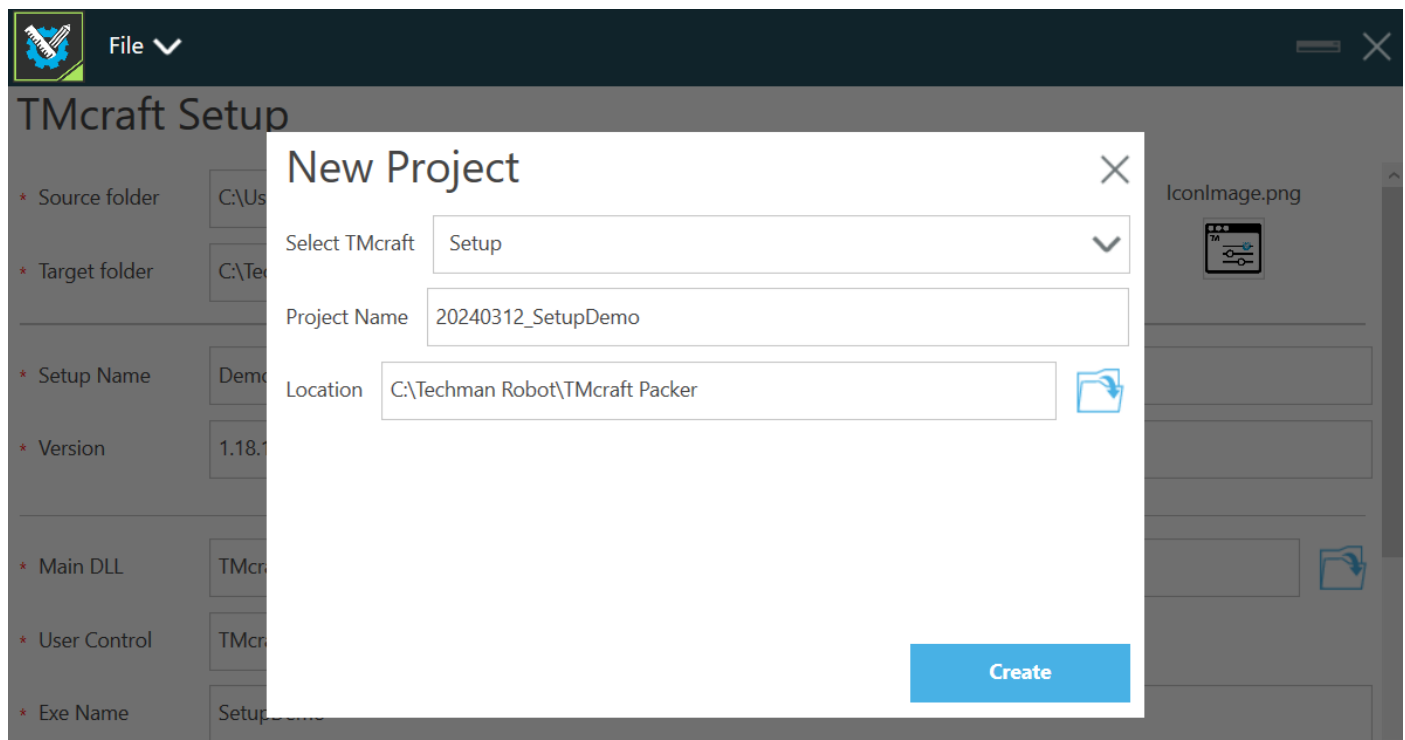 File
TMcraft Setup
New Project
* Source folder
C:\Us
IconImage.png
TM
Select TMcraft
Setup
* Target folder
C:\Tec
Project Name
20240312_SetupDemo
* Setup Name
Demo
Location
C:\Techman Robot\TMcraft Packer
* Version
1.18.1
* Main DLL
TMcra
* User Control
TMcra
Create
* Exe Name
SetupDemo